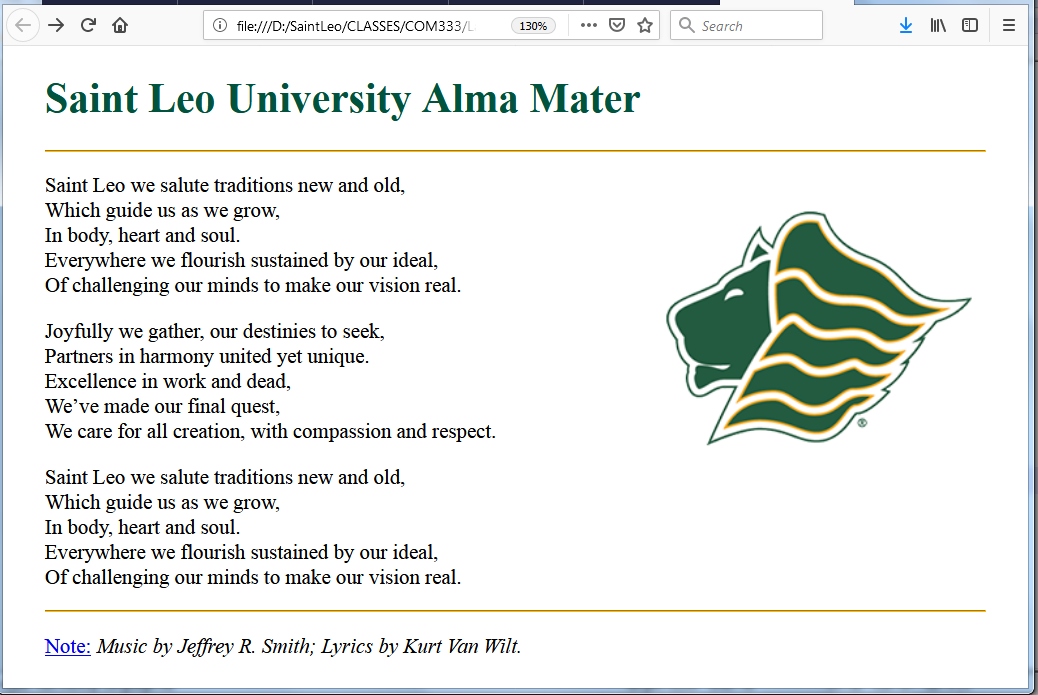 file:///D:/SaintLeo/CLASSES/COM333/L
130%
Search
Saint Leo University Alma Mater
Saint Leo we salute traditions new and old,
Which guide us as we grow,
In body, heart and soul.
Everywhere we flourish sustained by our ideal,
Of challenging our minds to make our vision real.
Joyfully we gather, our destinies to seek,
Partners in harmony united yet unique.
Excellence in work and dead,
We’ve made our final quest,
We care for all creation, with compassion and respect.
Saint Leo we salute traditions new and old,
Which guide us as we grow,
In body, heart and soul.
Everywhere we flourish sustained by our ideal,
Of challenging our minds to make our vision real.
®
Note: Music by Jeffrey R. Smith; Lyrics by Kurt Van Wilt.